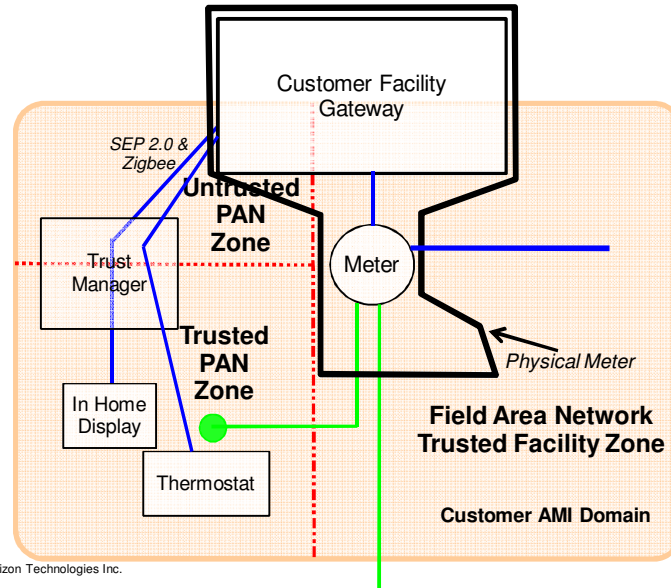 Customer Facility
Gateway
SEP 2.0 &
Zigbee
Untrusted
PAN
Zone
Trust
Manager
Meter
Trusted
PAN
Zone
Physical Meter
In Home
Display
Thermostat
Field Area Network
Trusted Facility Zone
Customer AMI Domain
Technologies Inc.